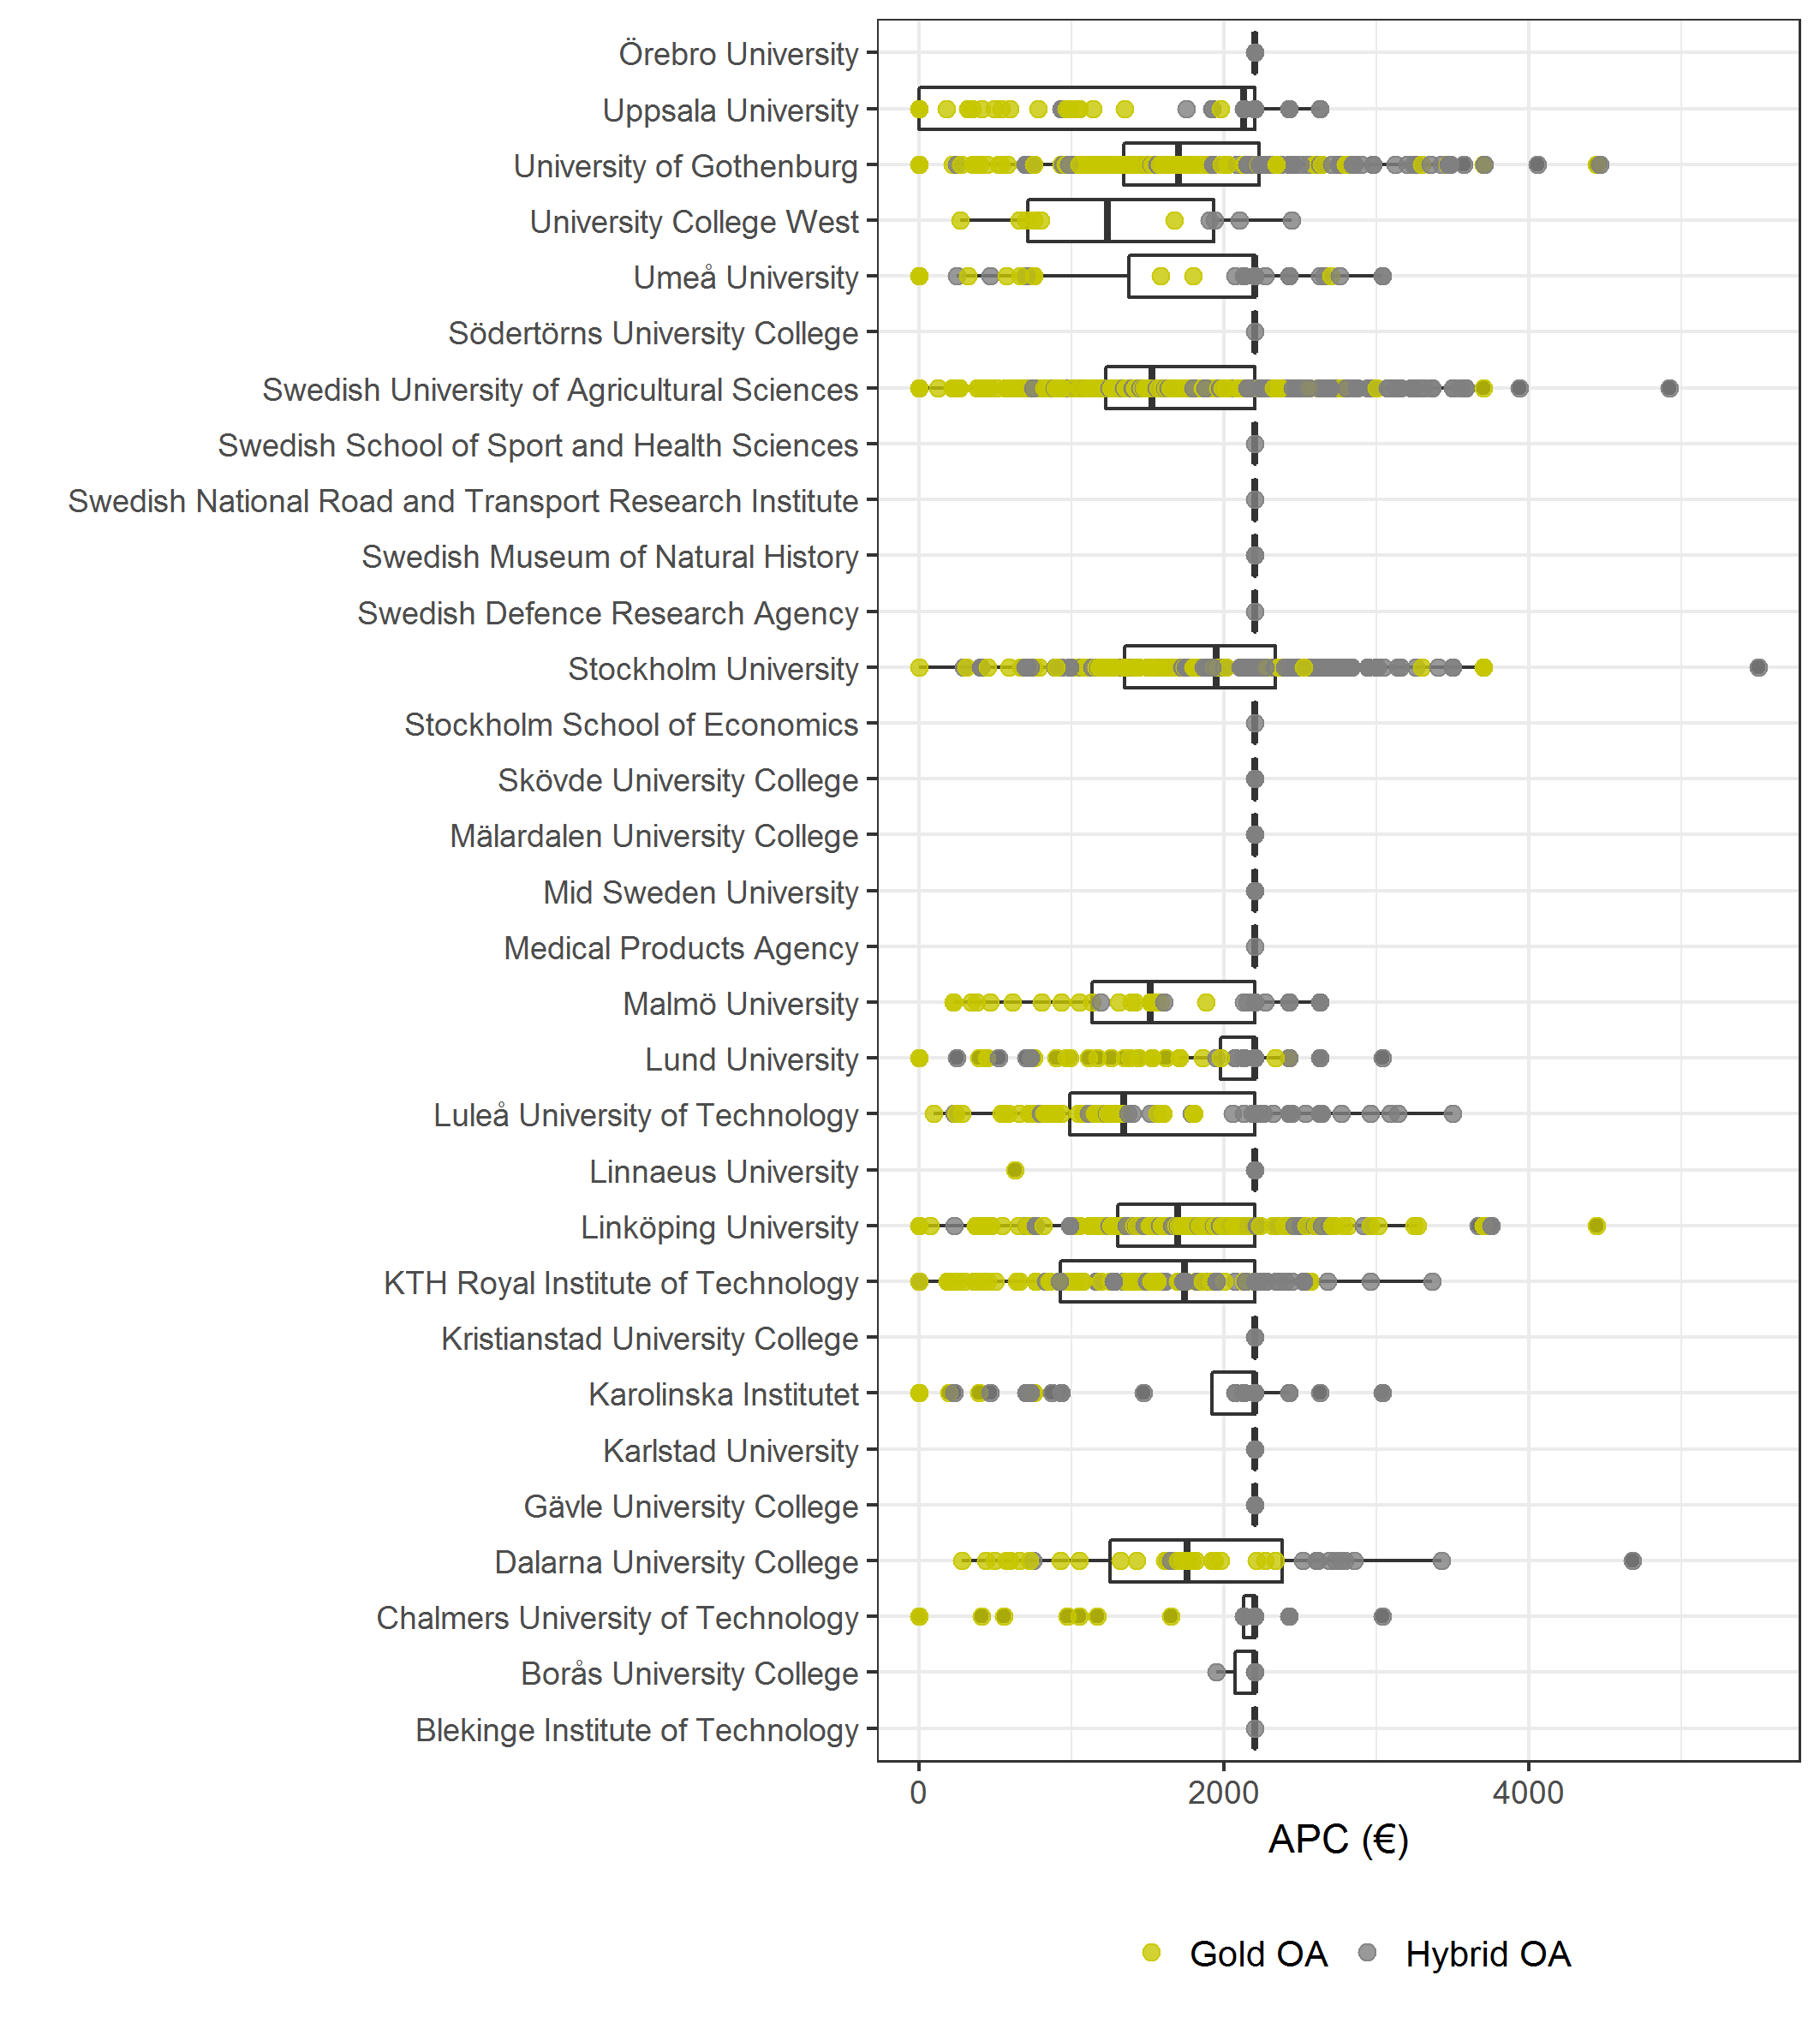 Örebro University
Uppsala University
University of Gothenburg
University College West
Umeå University
Södertörns University College
Swedish University of Agricultural Sciences
Swedish School of Sport and Health Sciences
Swedish National Road and Transport Research Institute
Swedish Museum of Natural History
Swedish Defence Research Agency
Stockholm University
Stockholm School of Economics
Skövde University College
Mälardalen University College
Mid Sweden University
Medical Products Agency
Malmö University
Lund University
Luleå University of Technology
Linnaeus University
Linköping University
KTH Royal Institute of Technology
Kristianstad University College
Karolinska Institutet
Karlstad University
Gävle University College
Dalarna University College
Chalmers University of Technology
Borås University College
Blekinge Institute of Technology
0 2000 4000
APC (€)
Gold OA Hybrid OA